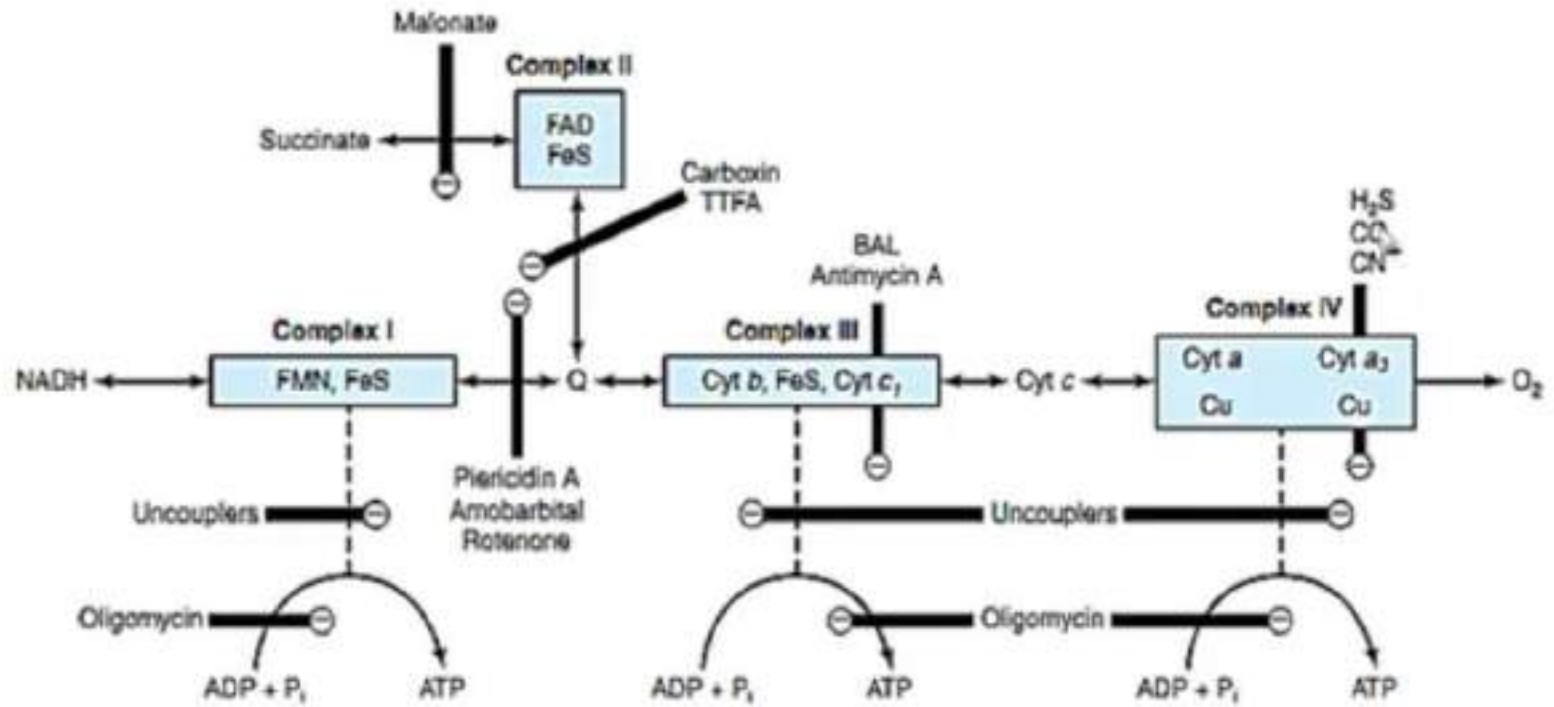 Malonate
Complex II
FAD
FeS
Succinate
Carboxin
TTFA
H₂S
CO
CN⁻
BAL
Antimycin A
Complex I
Complex III
Complex IV
NADH
FMN, FeS
Q
Cyt b, FeS, Cyt c₁
Cyt c
Cyt a Cyt a₃
Cu Cu
O₂
Piericidin A
Amobarbital
Rotenone
Uncouplers
Uncouplers
Oligomycin
Oligomycin
ADP + Pᵢ ATP
ADP + Pᵢ ATP
ADP + Pᵢ ATP